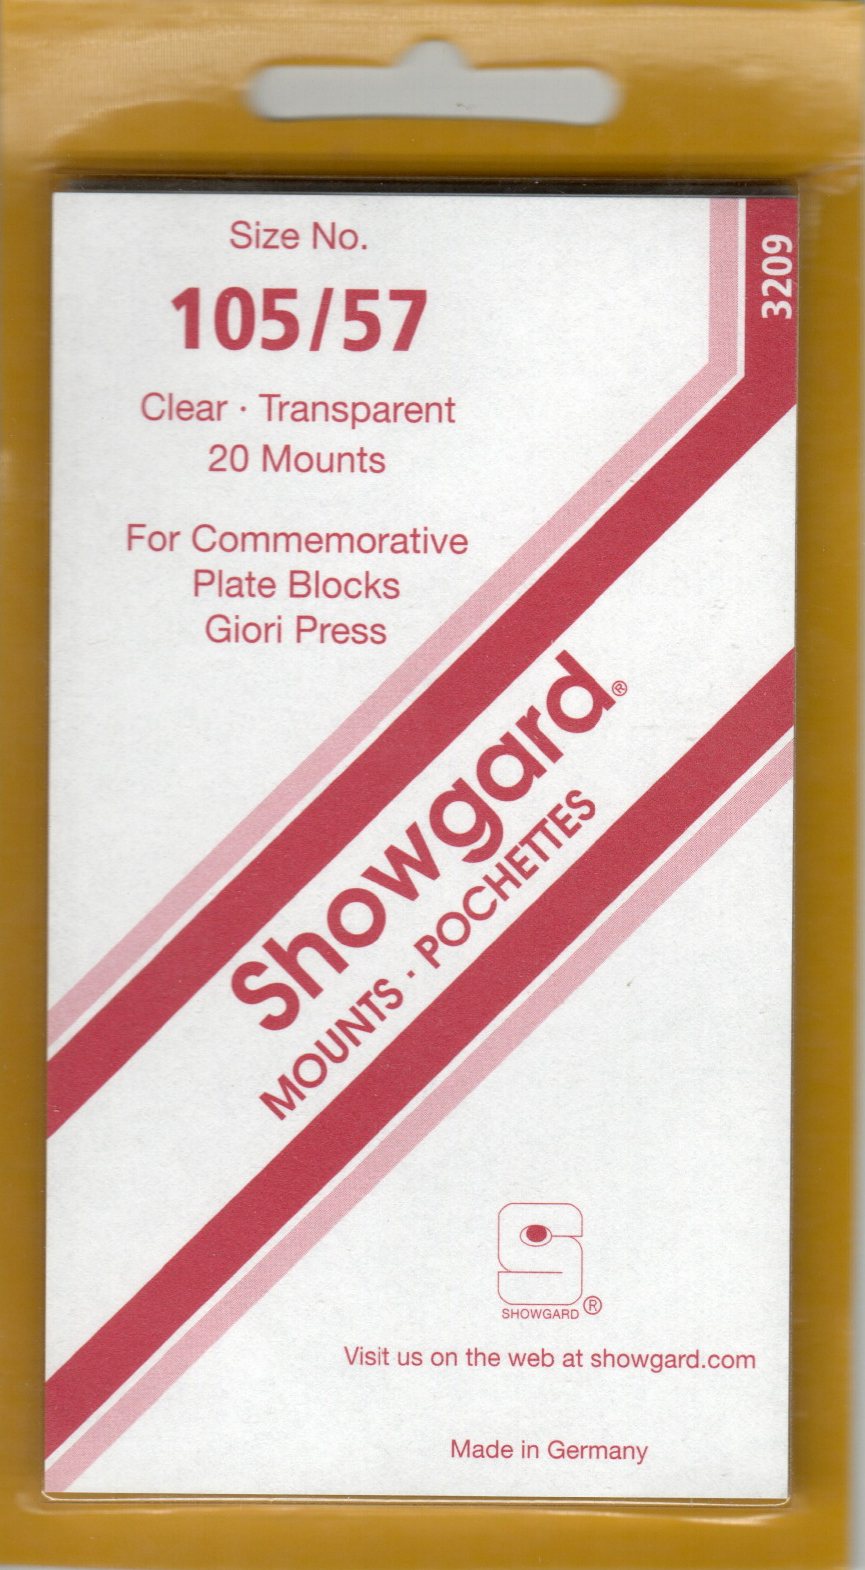 Size No.
105/57
Clear · Transparent
20 Mounts
For Commemorative
Plate Blocks
Giori Press
3209
Showgard®
MOUNTS · POCHETTES
SHOWGARD ®
Visit us on the web at showgard.com
Made in Germany